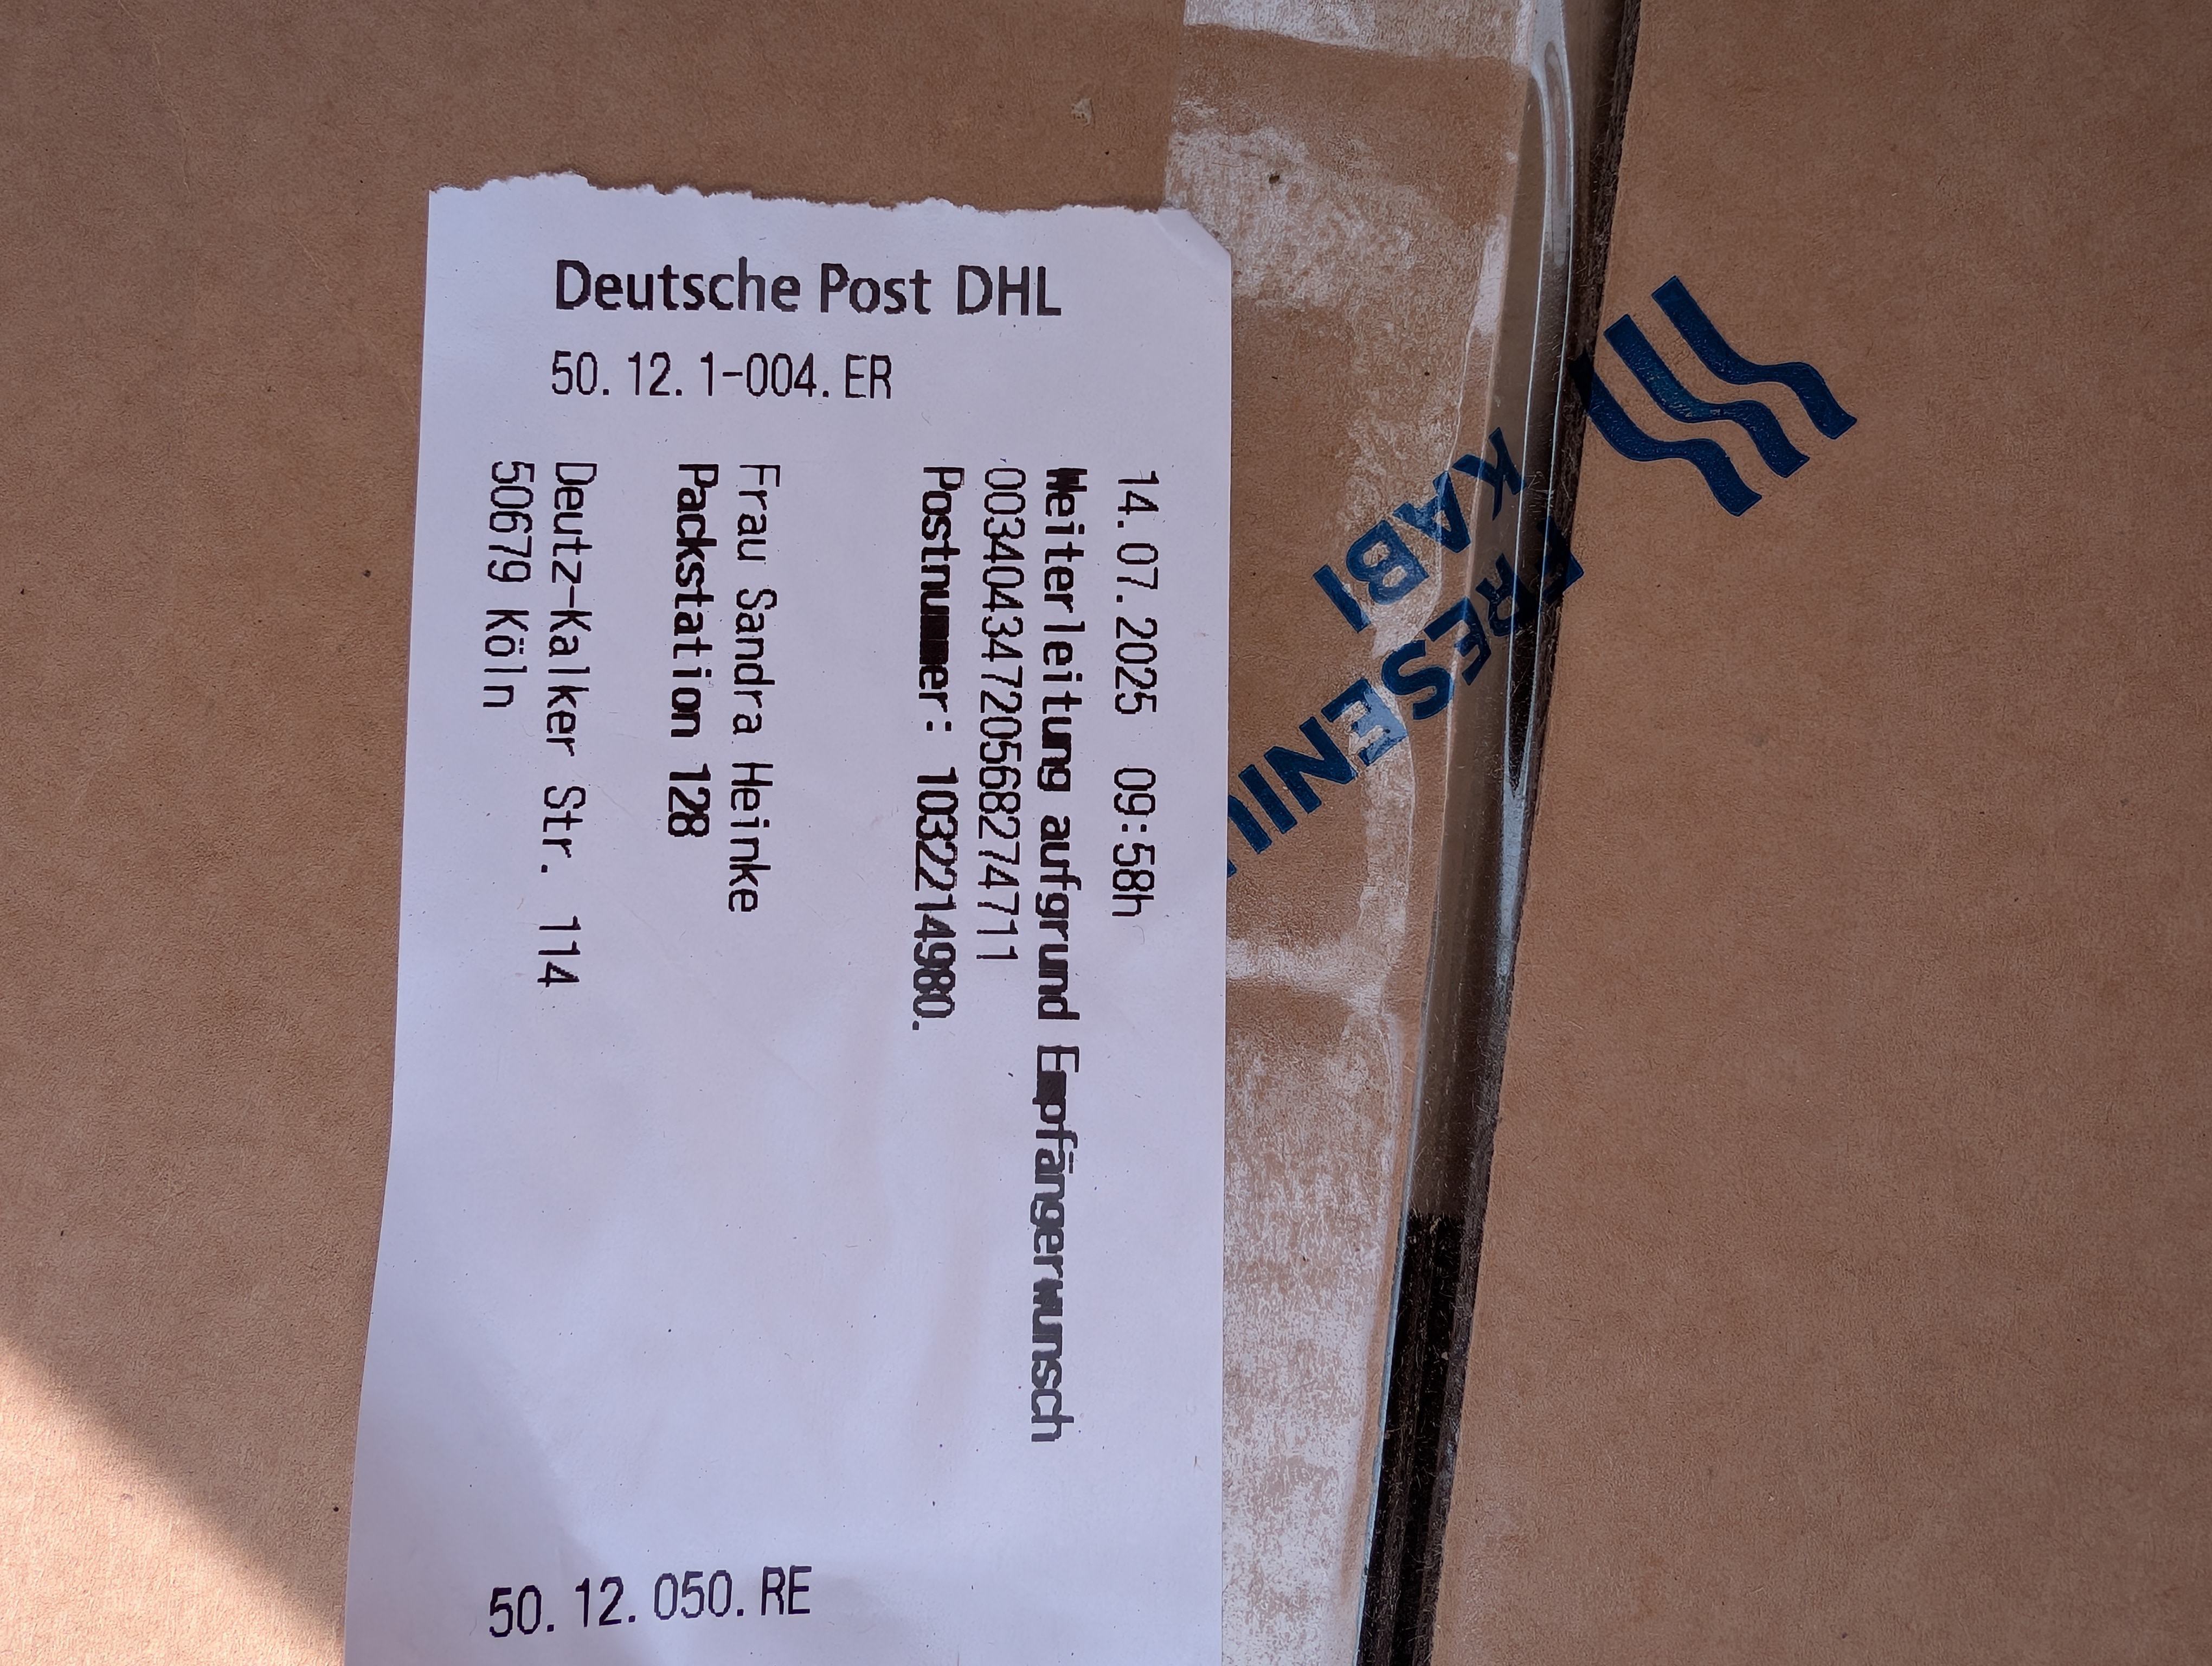 Deutsche Post DHL
50.12.1-004.ER
14.07.2025 09:58h
Weiterleitung aufgrund Empfängerwunsch
00340434720568274711
Postnummer: 1032214980.
Frau Sandra Heinke
Packstation 128
Deutz-Kalker Str. 114
50679 Köln
50.12.050.RE
FRESENIU
KABI